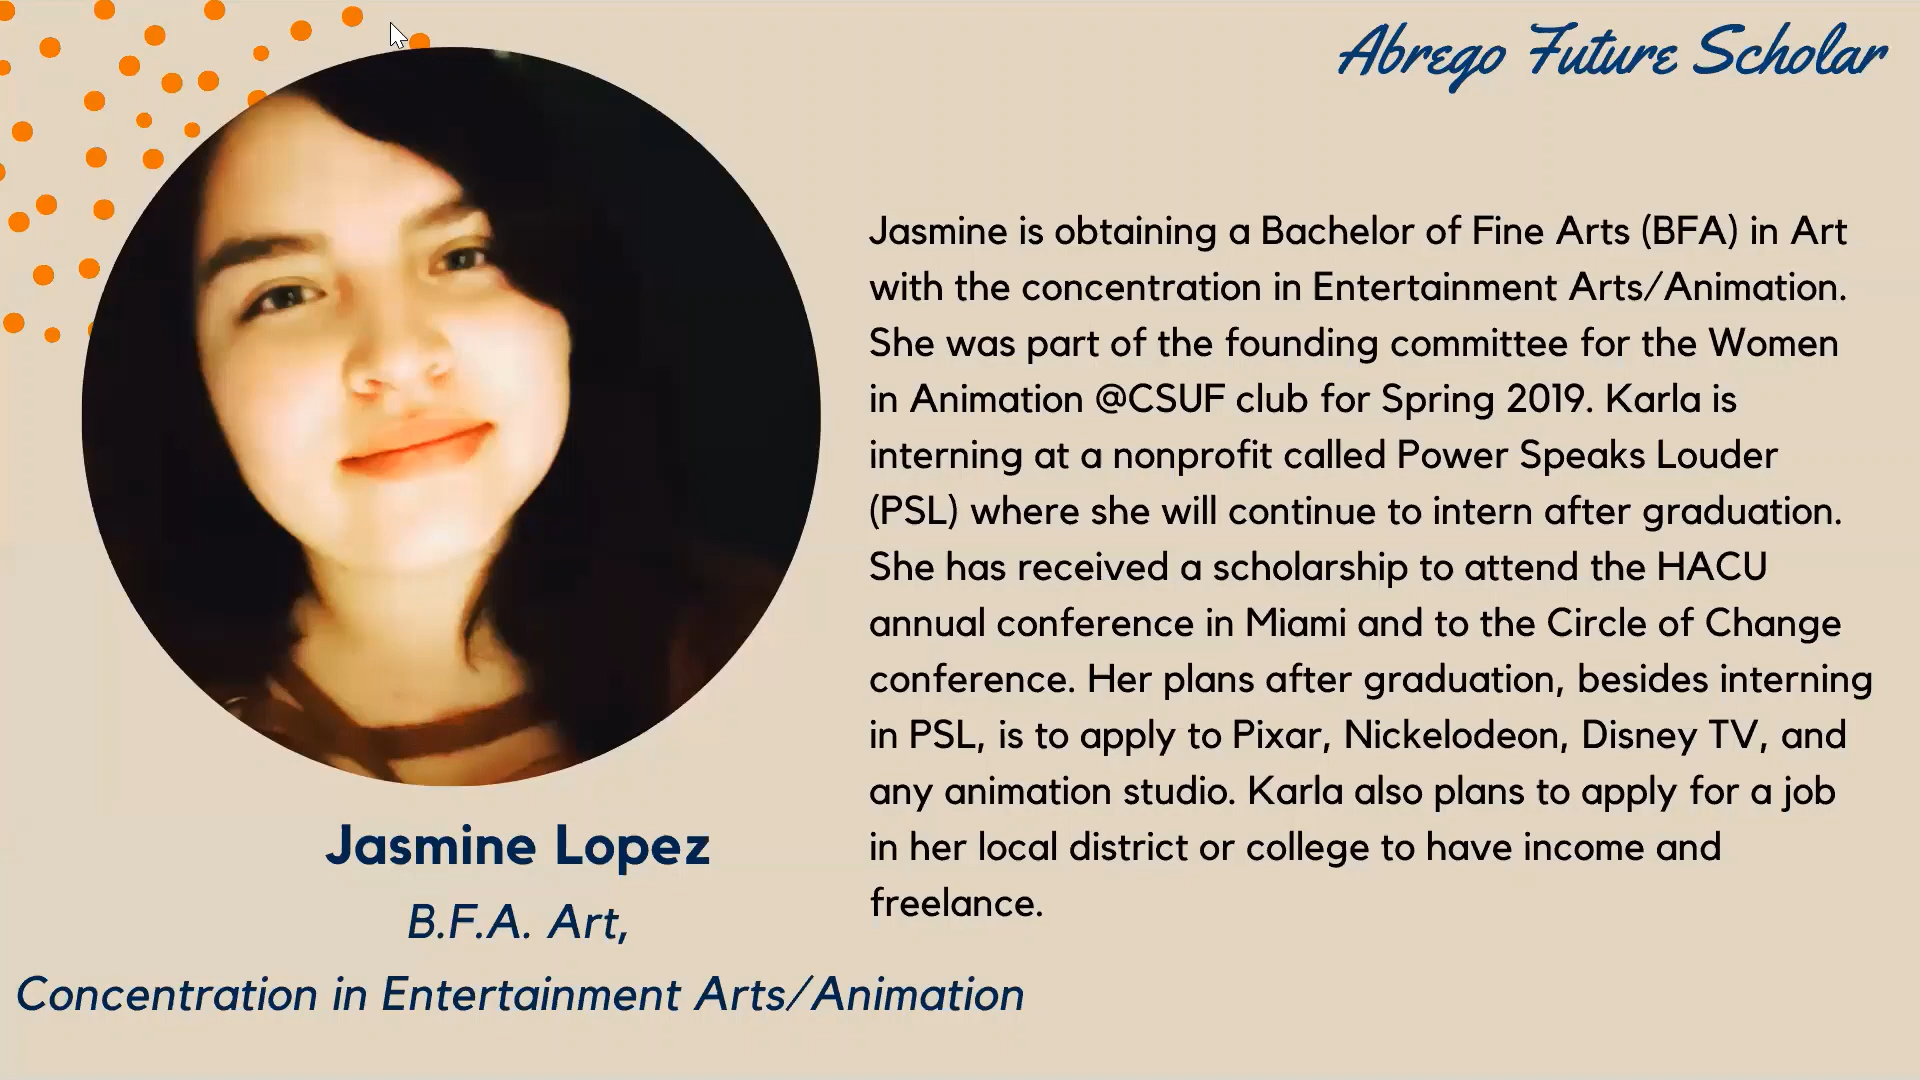 Abrego Future Scholar
Jasmine is obtaining a Bachelor of Fine Arts (BFA) in Art
with the concentration in Entertainment Arts/Animation.
She was part of the founding committee for the Women
in Animation @CSUF club for Spring 2019. Karla is
interning at a nonprofit called Power Speaks Louder
(PSL) where she will continue to intern after graduation.
She has received a scholarship to attend the HACU
annual conference in Miami and to the Circle of Change
conference. Her plans after graduation, besides interning
in PSL, is to apply to Pixar, Nickelodeon, Disney TV, and
any animation studio. Karla also plans to apply for a job
in her local district or college to have income and
freelance.
Jasmine Lopez
B.F.A. Art,
Concentration in Entertainment Arts/Animation